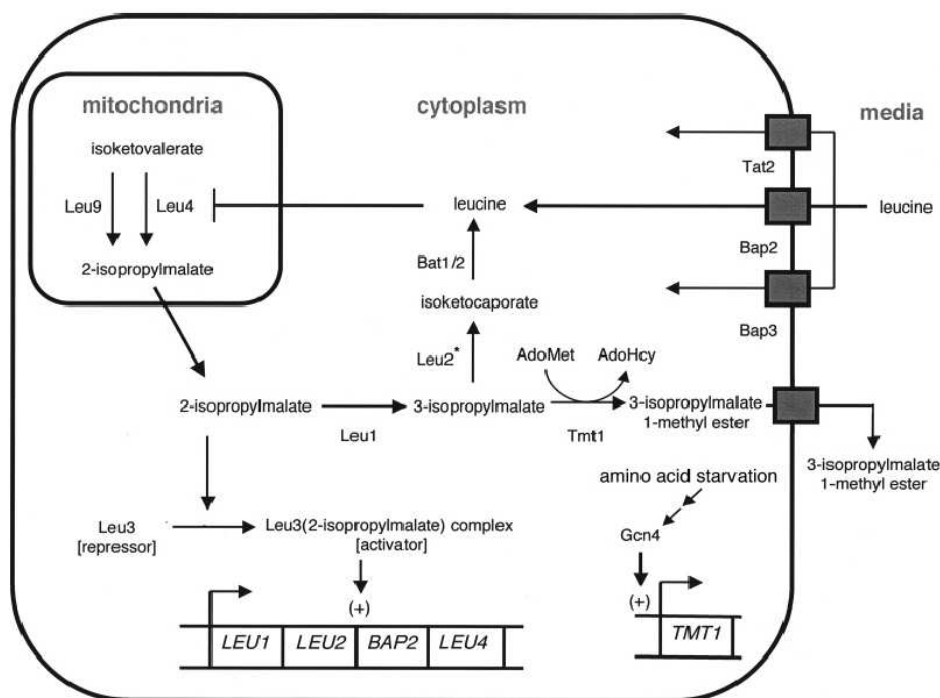 mitochondria
cytoplasm
media
isoketovallerate
Leu9
Leu4
2-isopropylmalate
leucine
Tat2
leucine
Bap2
Bat1/2
isoketocaporate
Bap3
Leu2*
AdoMet
AdoHcy
2-isopropylmalate
3-isopropylmalate
3-isopropylmalate
1-methyl ester
Leu1
Tmt1
3-isopropylmalate
1-methyl ester
amino acid starvation
Leu3
[repressor]
Leu3(2-isopropylmalate) complex
[activator]
Gcn4
(+)
(+)
LEU1
LEU2
BAP2
LEU4
TMT1